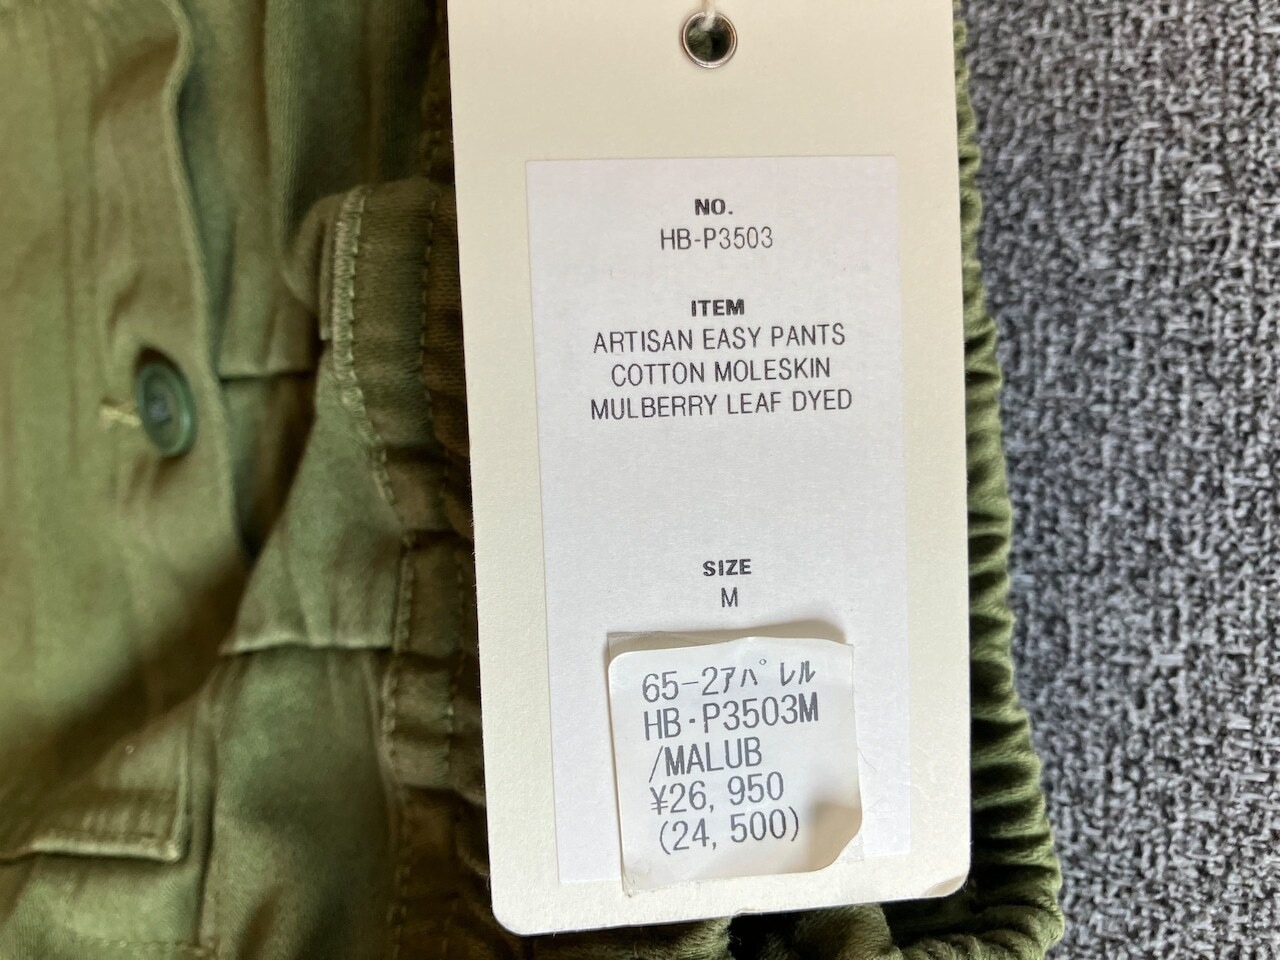 NO.
HB-P3503
ITEM
ARTISAN EASY PANTS
COTTON MOLESKIN
MULBERRY LEAF DYED
SIZE
M
65-2ｱﾊﾟﾚﾙ
HB･P3503M
/MALUB
¥26,950
(24,500)